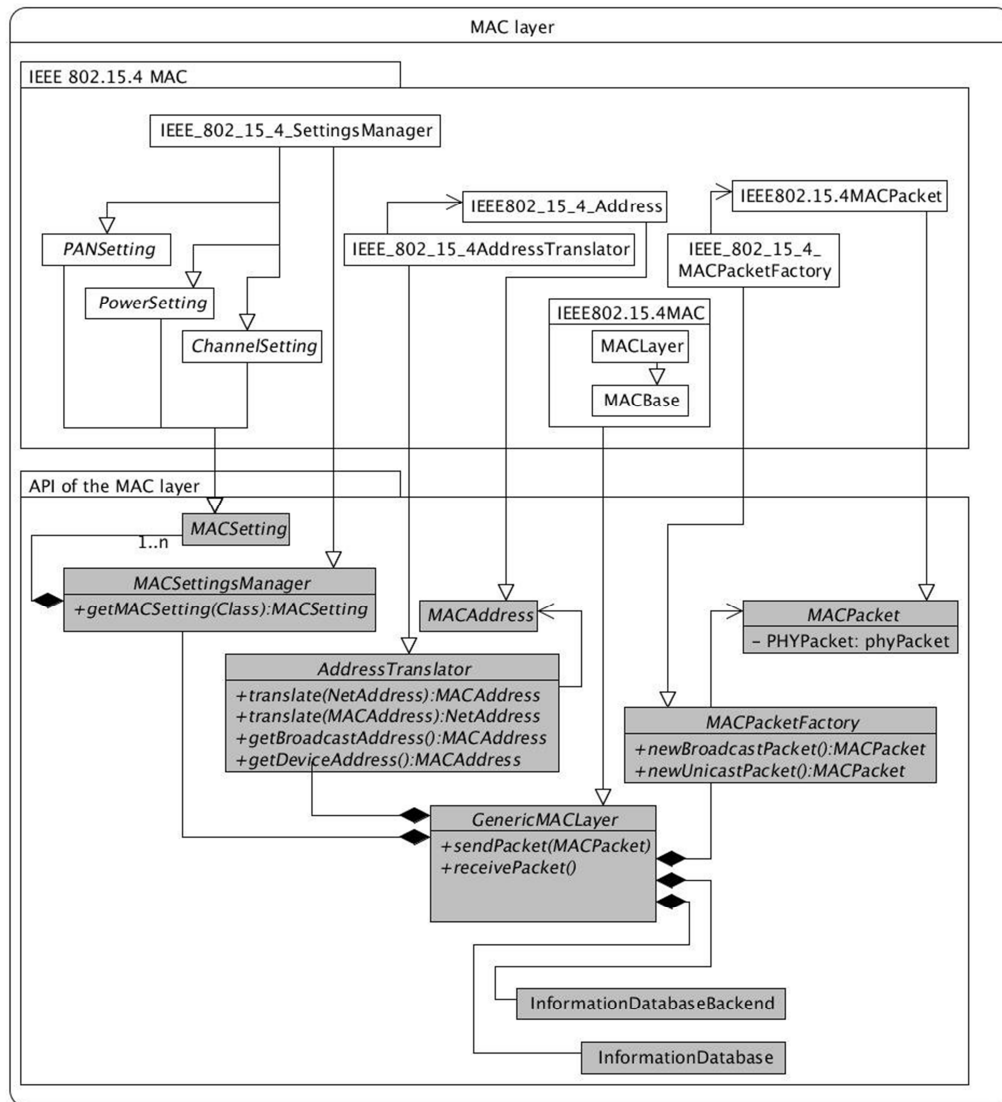 MAC layer
IEEE 802.15.4 MAC
IEEE_802_15_4_SettingsManager
IEEE802_15_4_Address
IEEE802.15.4MACPacket
PANSetting
IEEE_802_15_4AddressTranslator
IEEE_802_15_4_
MACPacketFactory
PowerSetting
IEEE802.15.4MAC
ChannelSetting
MACLayer
MACBase
API of the MAC layer
MACSetting
1..n
MACSettingsManager
+getMACSetting(Class):MACSetting
MACAddress
MACPacket
- PHYPacket: phyPacket
AddressTranslator
+translate(NetAddress):MACAddress
+translate(MACAddress):NetAddress
+getBroadcastAddress():MACAddress
+getDeviceAddress():MACAddress
MACPacketFactory
+newBroadcastPacket():MACPacket
+newUnicastPacket():MACPacket
GenericMACLayer
+sendPacket(MACPacket)
+receivePacket()
InformationDatabaseBackend
InformationDatabase